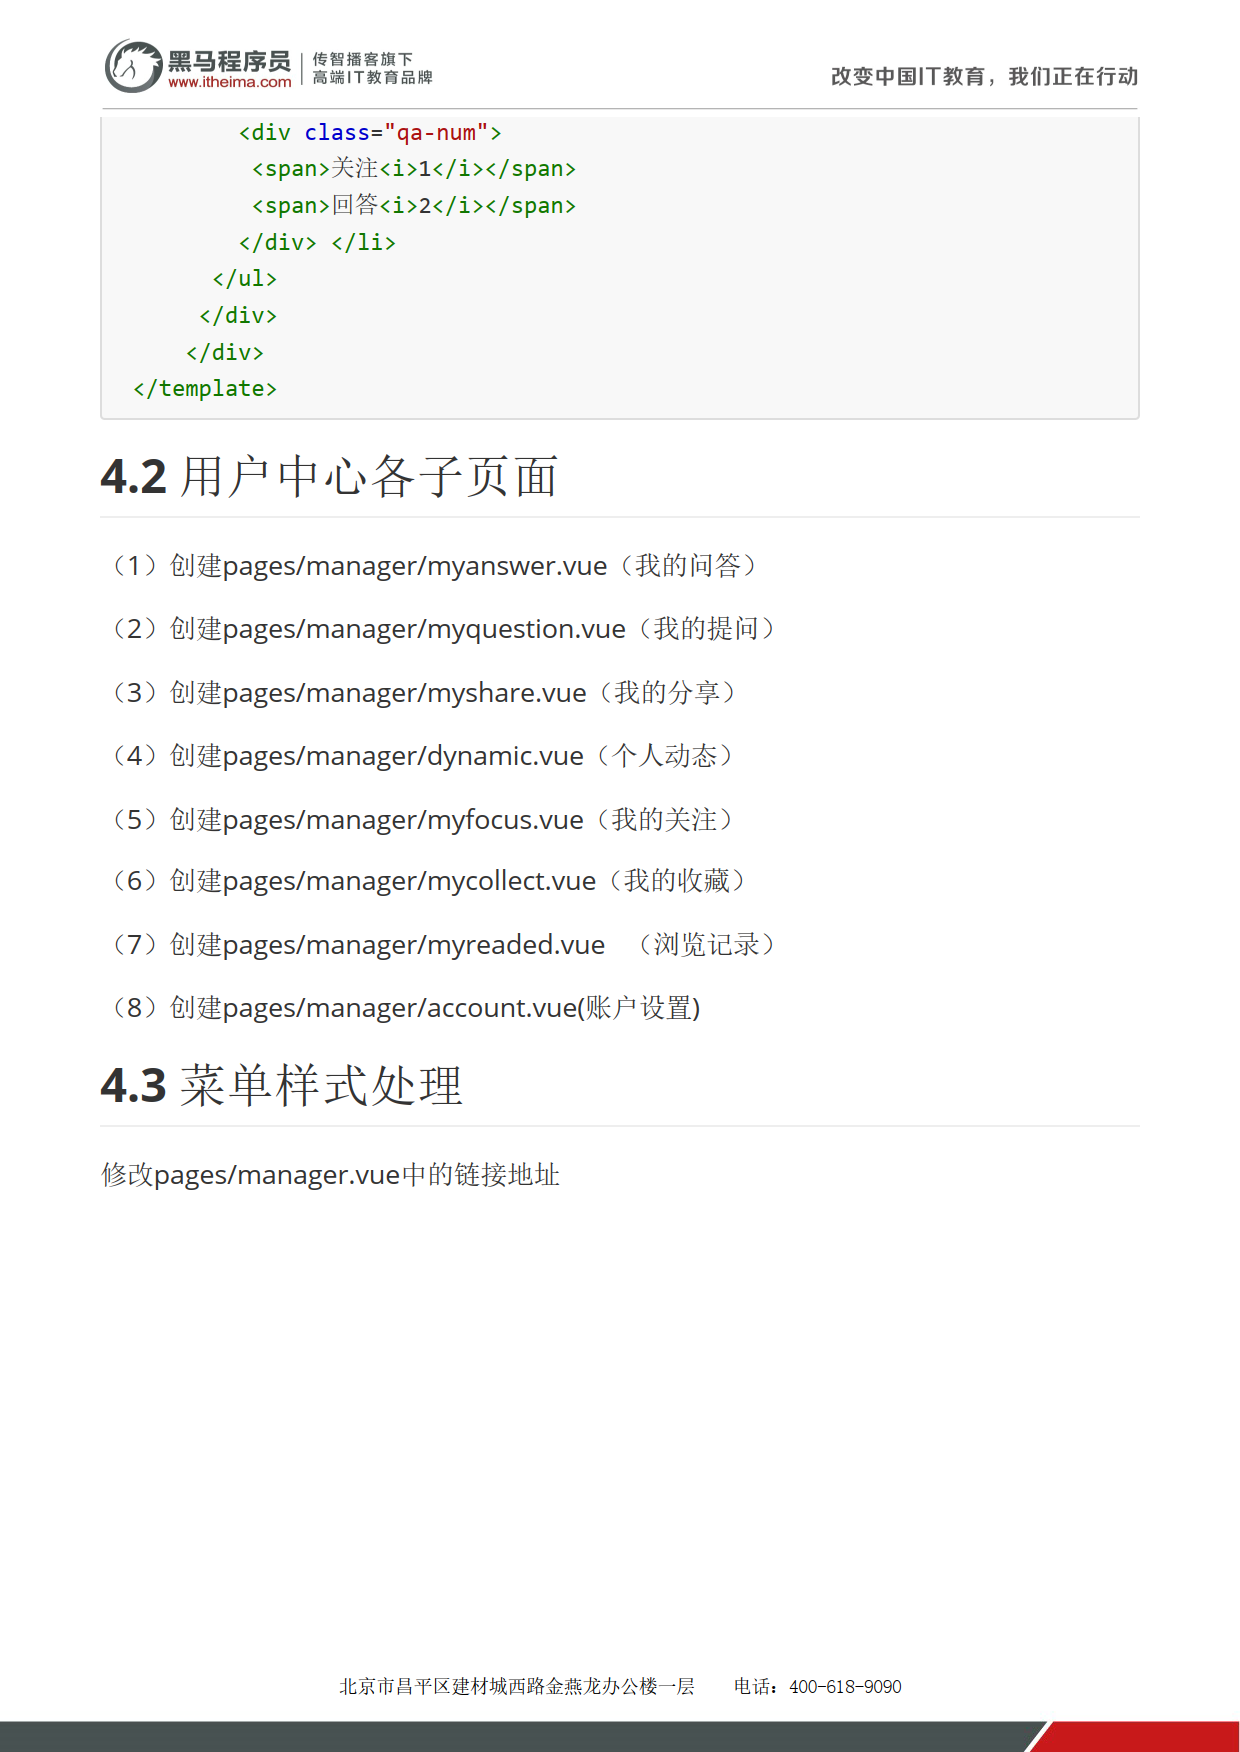 黑马程序员
www.itheima.com
传智播客旗下
高端IT教育品牌
改变中国IT教育，我们正在行动
<div class="qa-num">
<span>关注<i>1</i></span>
<span>回答<i>2</i></span>
</div> </li>
</ul>
</div>
</div>
</template>
4.2 用户中心各子页面
（1）创建pages/manager/myanswer.vue（我的问答）
（2）创建pages/manager/myquestion.vue（我的提问）
（3）创建pages/manager/myshare.vue（我的分享）
（4）创建pages/manager/dynamic.vue（个人动态）
（5）创建pages/manager/myfocus.vue（我的关注）
（6）创建pages/manager/mycollect.vue（我的收藏）
（7）创建pages/manager/myreaded.vue （浏览记录）
（8）创建pages/manager/account.vue(账户设置)
4.3 菜单样式处理
修改pages/manager.vue中的链接地址
北京市昌平区建材城西路金燕龙办公楼一层 电话：400-618-9090